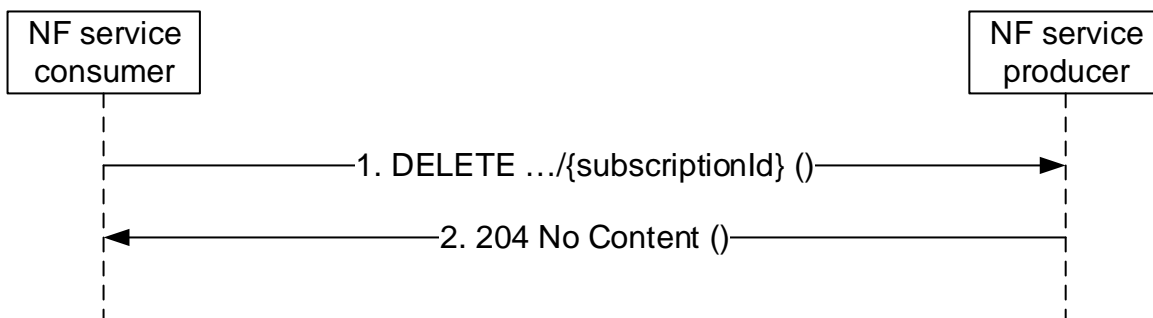 NF service
consumer
NF service
producer
1. DELETE …/{subscriptionId} ()
2. 204 No Content ()